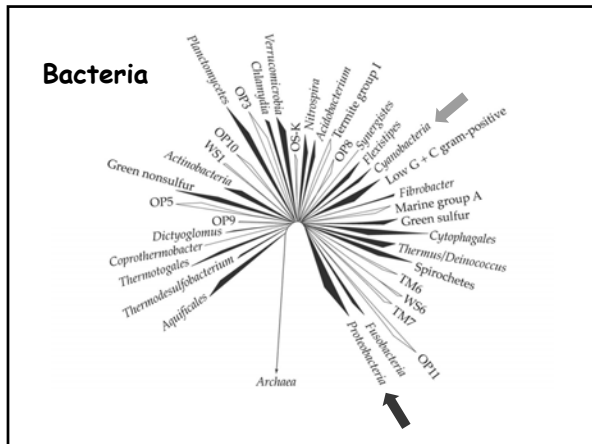 Bacteria
Planctomycetes
OP3
Chlamydia
Verrucomicrobia
OS-K
Nitrospira
Acidobacterium
Termite group I
OP8
Synergistes
Flexistipes
Cyanobacteria
Low G + C gram-positive
Fibrobacter
Marine group A
Green sulfur
Cytophagales
Thermus/Deinococcus
Spirochetes
TM6
WS6
TM7
OP11
Fusobacteria
Proteobacteria
Archaea
Aquificales
Thermodesulfobacterium
Thermotogales
Coprothermobacter
Dictyoglomus
OP9
OP5
Green nonsulfur
Actinobacteria
WS1
OP10